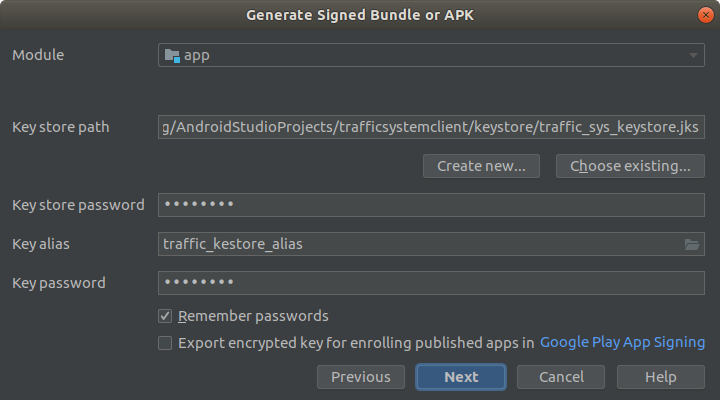 Generate Signed Bundle or APK
Module app
Key store path g/AndroidStudioProjects/trafficsystemclient/keystore/traffic_sys_keystore.jks
Create new... Choose existing...
Key store password ••••••••
Key alias traffic_kestore_alias
Key password ••••••••
Remember passwords
Export encrypted key for enrolling published apps in Google Play App Signing
Previous Next Cancel Help